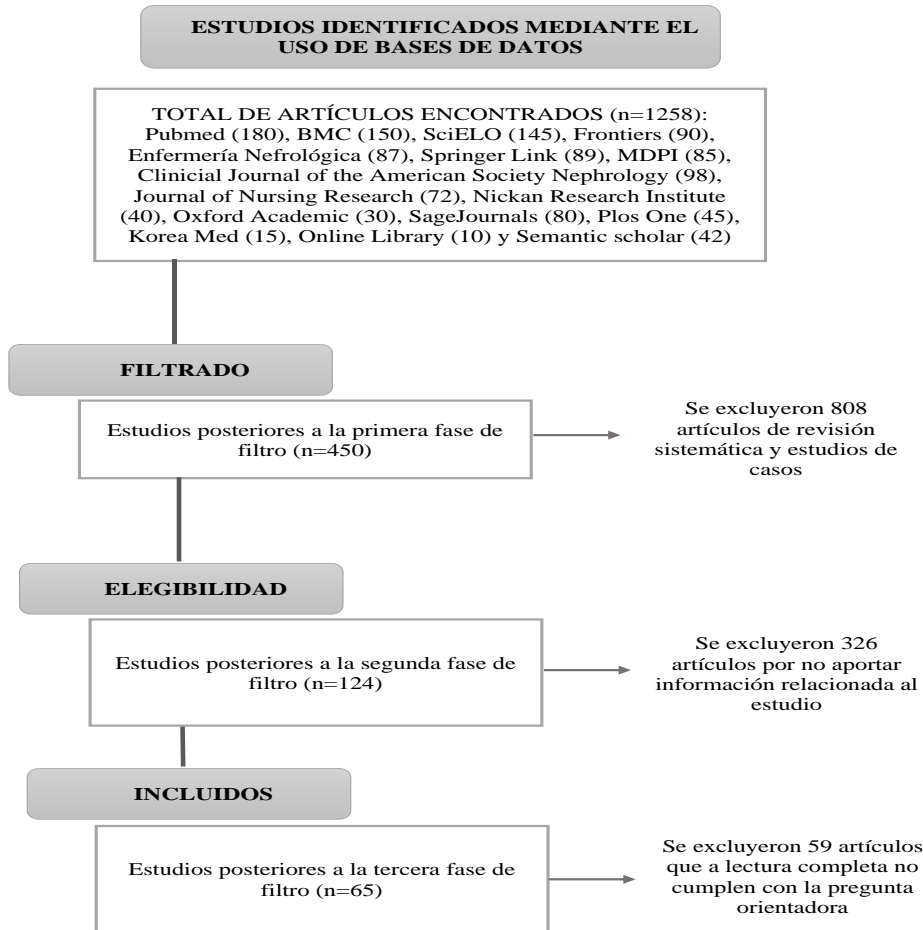 ESTUDIOS IDENTIFICADOS MEDIANTE EL
USO DE BASES DE DATOS
TOTAL DE ARTÍCULOS ENCONTRADOS (n=1258):
Pubmed (180), BMC (150), SciELO (145), Frontiers (90),
Enfermería Nefrológica (87), Springer Link (89), MDPI (85),
Clinicial Journal of the American Society Nephrology (98),
Journal of Nursing Research (72), Nickan Research Institute
(40), Oxford Academic (30), SageJournals (80), Plos One (45),
Korea Med (15), Online Library (10) y Semantic scholar (42)
FILTRADO
Estudios posteriores a la primera fase de
filtro (n=450)
Se excluyeron 808
artículos de revisión
sistemática y estudios de
casos
ELEGIBILIDAD
Estudios posteriores a la segunda fase de
filtro (n=124)
Se excluyeron 326
artículos por no aportar
información relacionada al
estudio
INCLUIDOS
Estudios posteriores a la tercera fase de
filtro (n=65)
Se excluyeron 59 artículos
que a lectura completa no
cumplen con la pregunta
orientadora